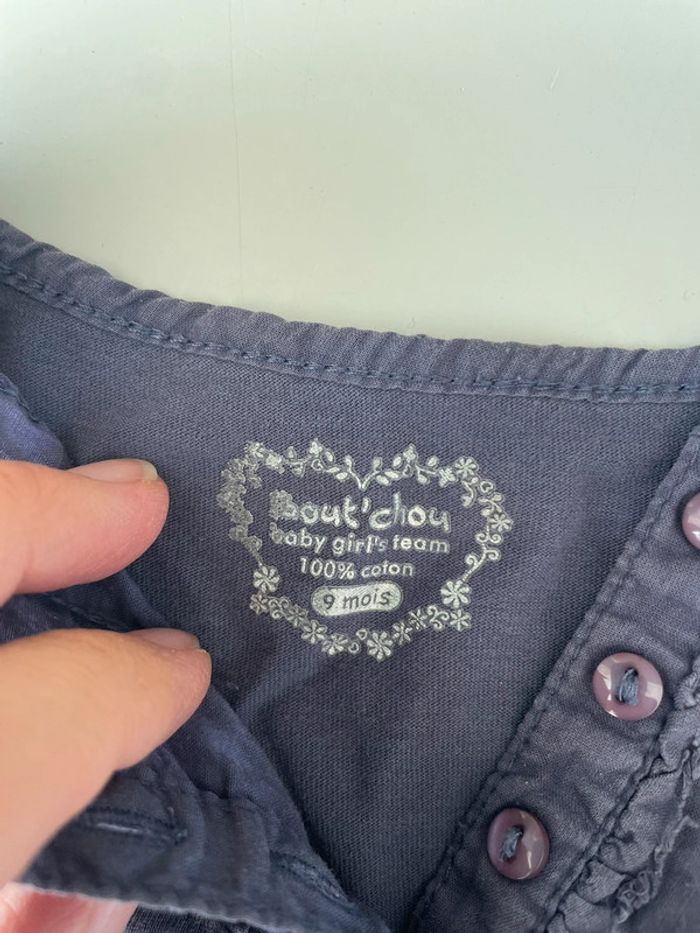 bout'chou
baby girl's team
100% coton
9 mois